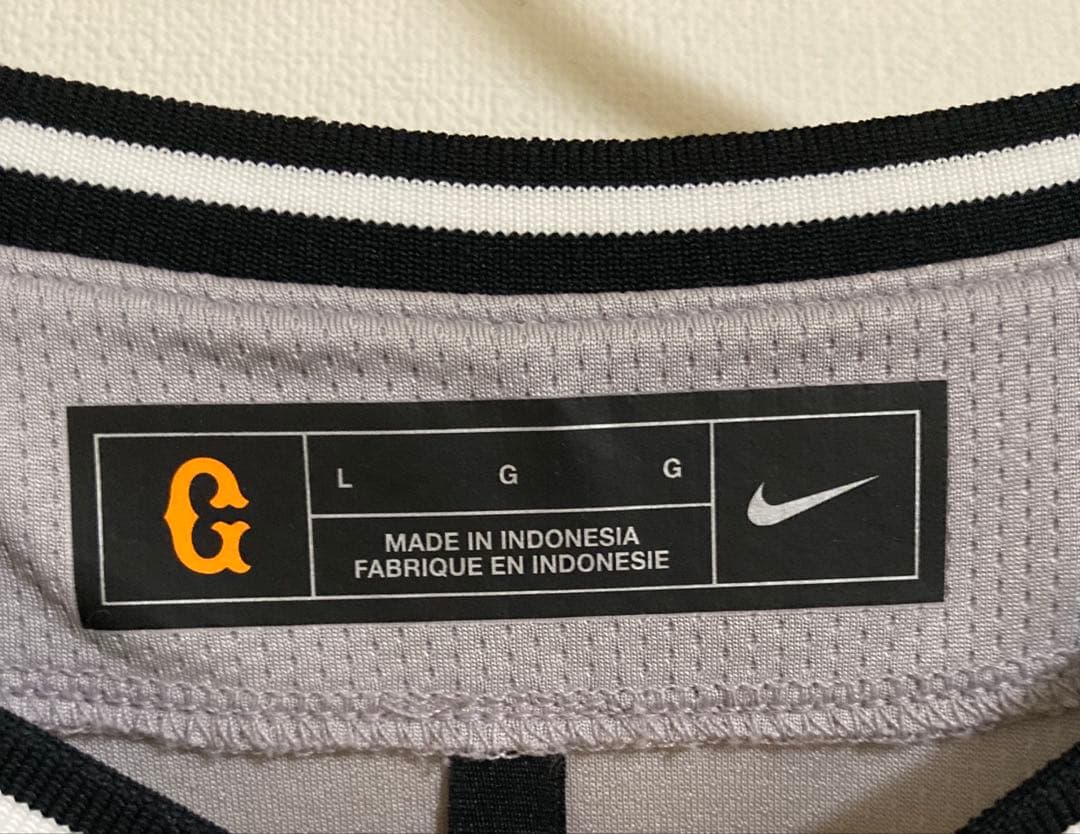 G
L G G
MADE IN INDONESIA
FABRIQUE EN INDONESIE